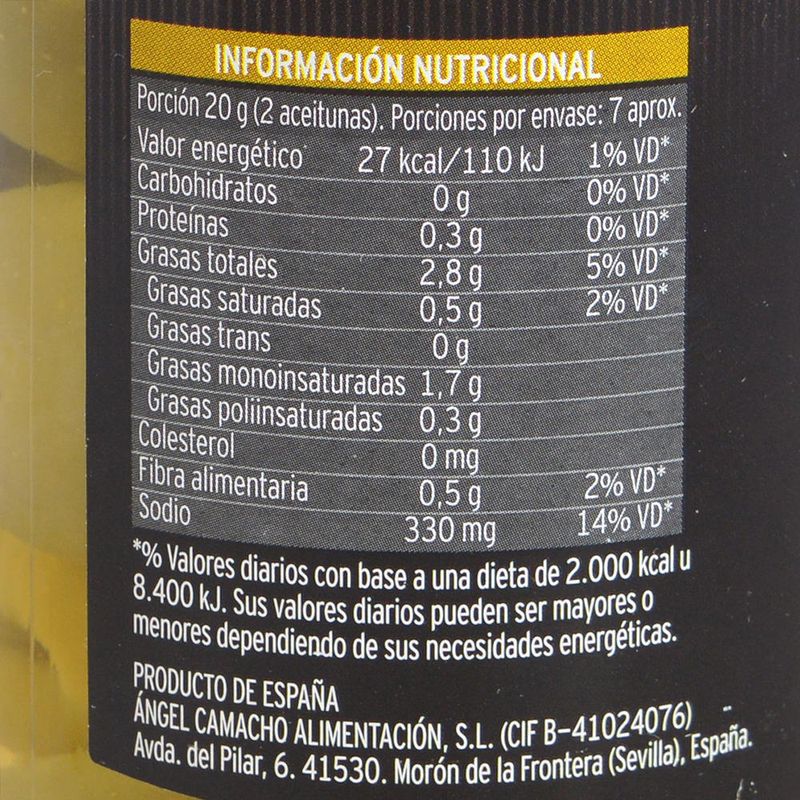 INFORMACIÓN NUTRICIONAL
Porción 20 g (2 aceitunas). Porciones por envase: 7 aprox.
Valor energético 27 kcal/110 kJ 1% VD*
Carbohidratos 0 g 0% VD*
Proteínas 0,3 g 0% VD*
Grasas totales 2,8 g 5% VD*
Grasas saturadas 0,5 g 2% VD*
Grasas trans 0 g
Grasas monoinsaturadas 1,7 g
Grasas poliinsaturadas 0,3 g
Colesterol 0 mg
Fibra alimentaria 0,5 g 2% VD*
Sodio 330 mg 14% VD*
*% Valores diarios con base a una dieta de 2.000 kcal u
8.400 kJ. Sus valores diarios pueden ser mayores o
menores dependiendo de sus necesidades energéticas.
PRODUCTO DE ESPAÑA
ÁNGEL CAMACHO ALIMENTACIÓN, S.L. (CIF B-41024076) -
Avda. del Pilar, 6. 41530. Morón de la Frontera (Sevilla), España.